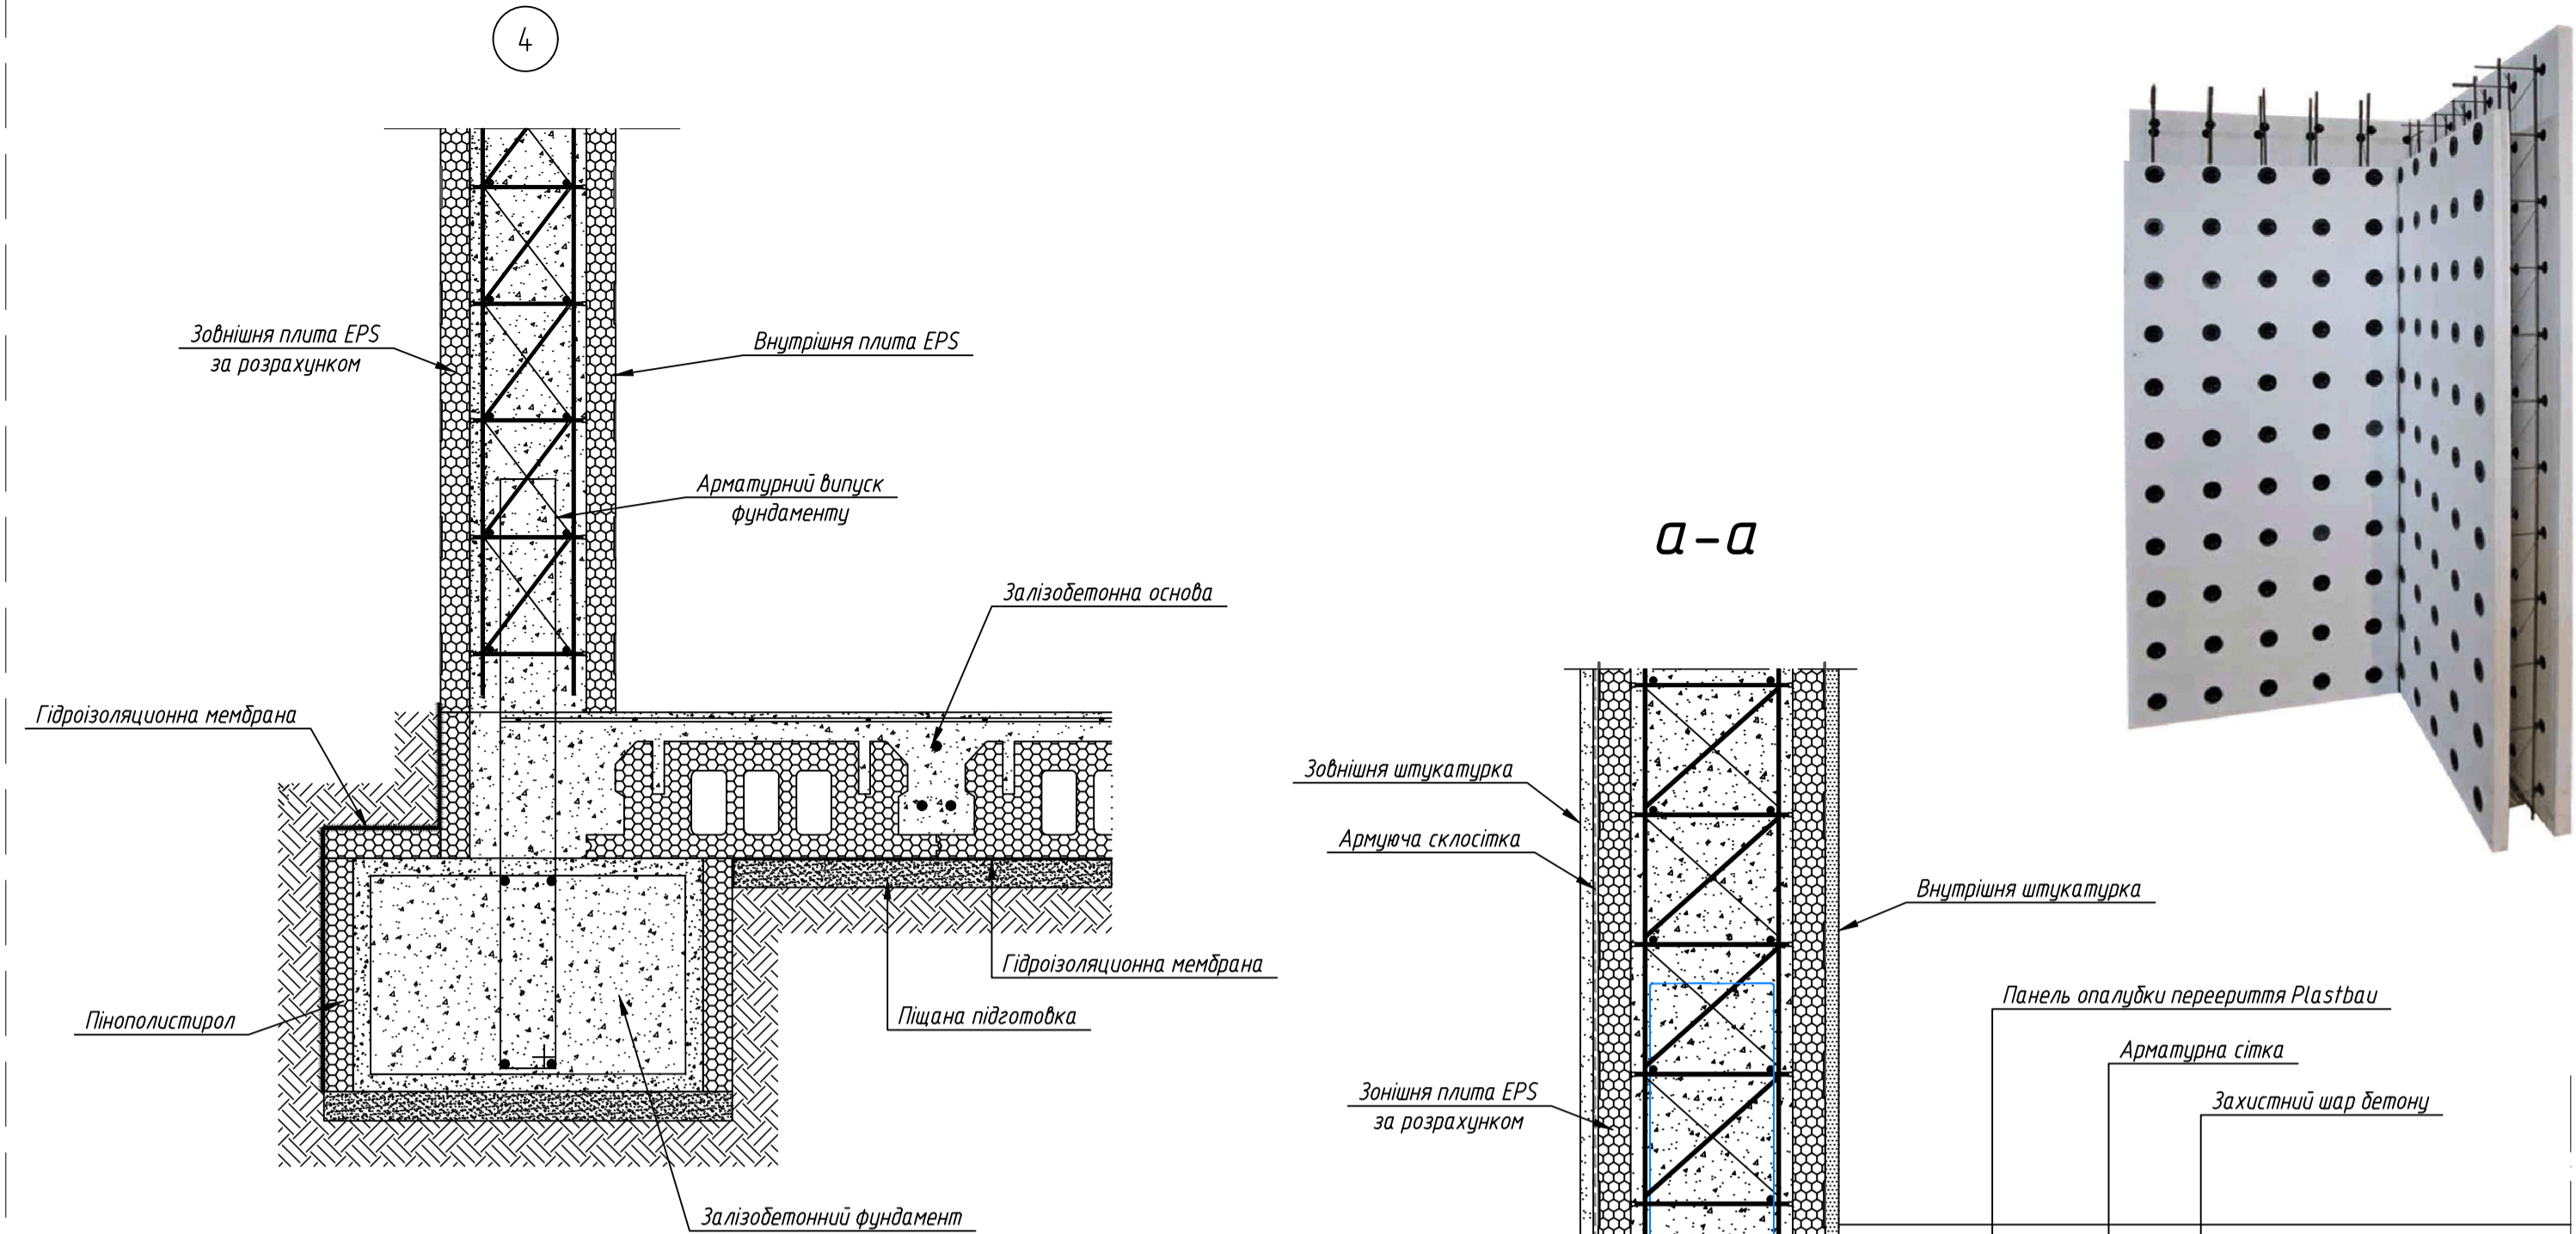 4
Зовнішня плита EPS
за розрахунком
Внутрішня плита EPS
Арматурний випуск
фундаменту
Залізобетонна основа
Гідроізоляционна мембрана
Гідроізоляционна мембрана
Піщана підготовка
Пінополистирол
Залізобетонний фундамент
а-а
Зовнішня штукатурка
Армуюча склосітка
Внутрішня штукатурка
Зонішня плита EPS
за розрахунком
Панель опалубки переериття Plastbau
Арматурна сітка
Захистний шар бетону